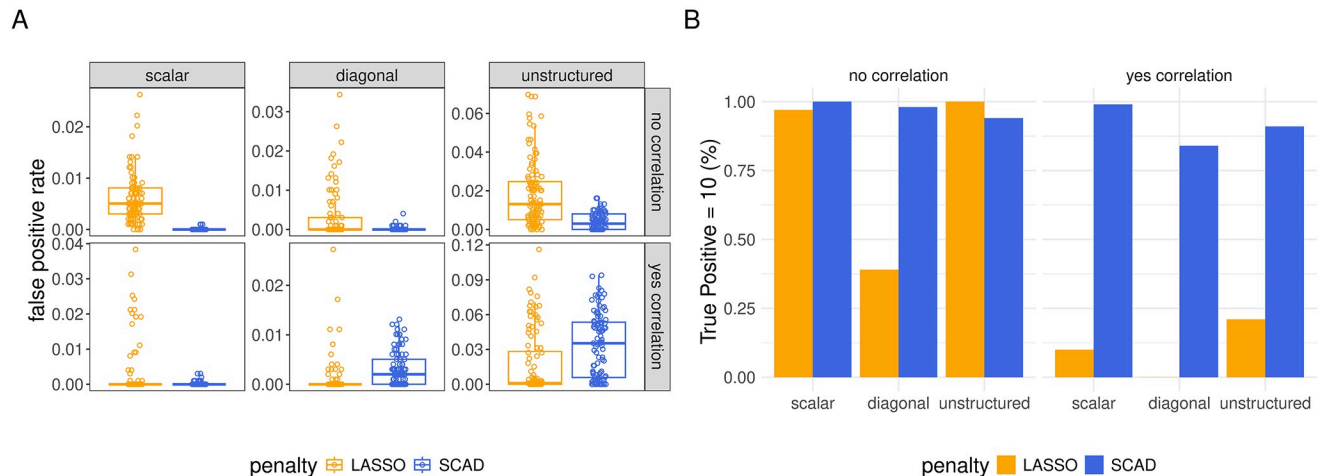 A
scalar
diagonal
unstructured
false positive rate
0.02
0.01
0.00
0.03
0.02
0.01
0.00
0.06
0.04
0.02
0.00
no correlation
0.04
0.03
0.02
0.01
0.00
0.02
0.01
0.00
0.12
0.09
0.06
0.03
0.00
yes correlation
penalty LASSO SCAD
B
no correlation
yes correlation
True Positive = 10 (%)
1.00
0.75
0.50
0.25
0.00
scalar diagonal unstructured
scalar diagonal unstructured
penalty LASSO SCAD